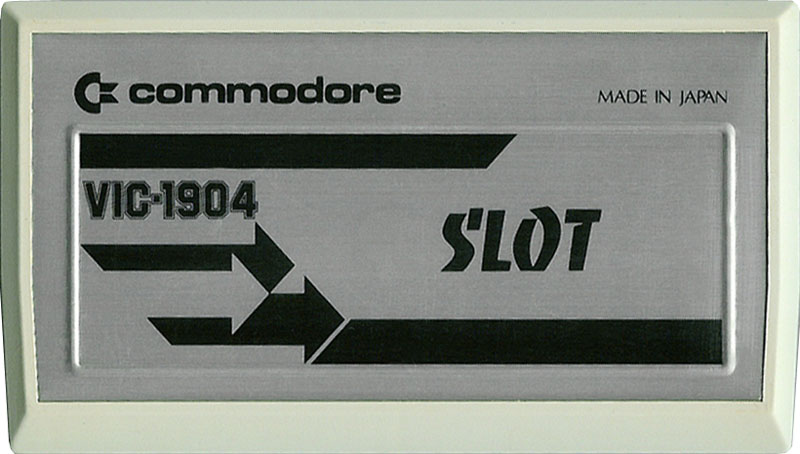 commodore
MADE IN JAPAN
VIC-1904
SLOT